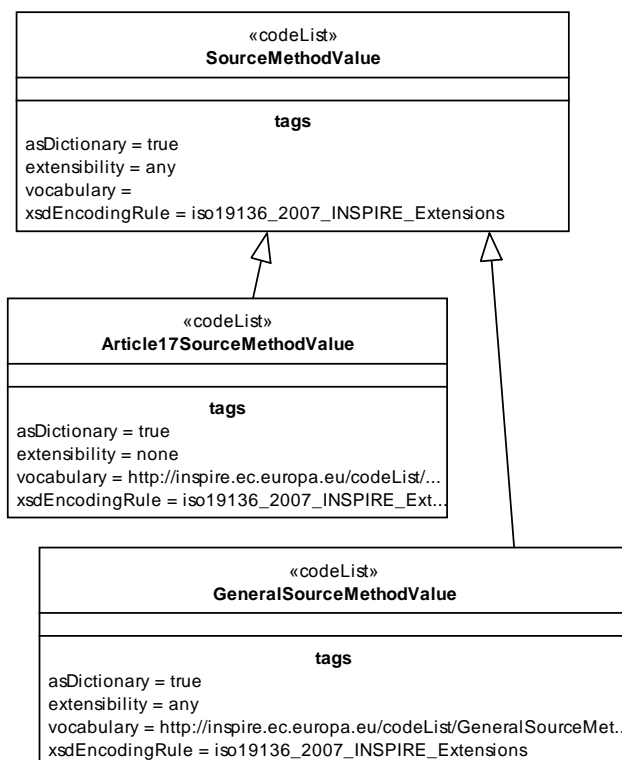 «codeList»
SourceMethodValue
tags
asDictionary = true
extensibility = any
vocabulary =
xsdEncodingRule = iso19136_2007_INSPIRE_Extensions
«codeList»
Article17SourceMethodValue
tags
asDictionary = true
extensibility = none
vocabulary = http://inspire.ec.europa.eu/codeList/...
xsdEncodingRule = iso19136_2007_INSPIRE_Ext...
«codeList»
GeneralSourceMethodValue
tags
asDictionary = true
extensibility = any
vocabulary = http://inspire.ec.europa.eu/codeList/GeneralSourceMet...
xsdEncodingRule = iso19136_2007_INSPIRE_Extensions